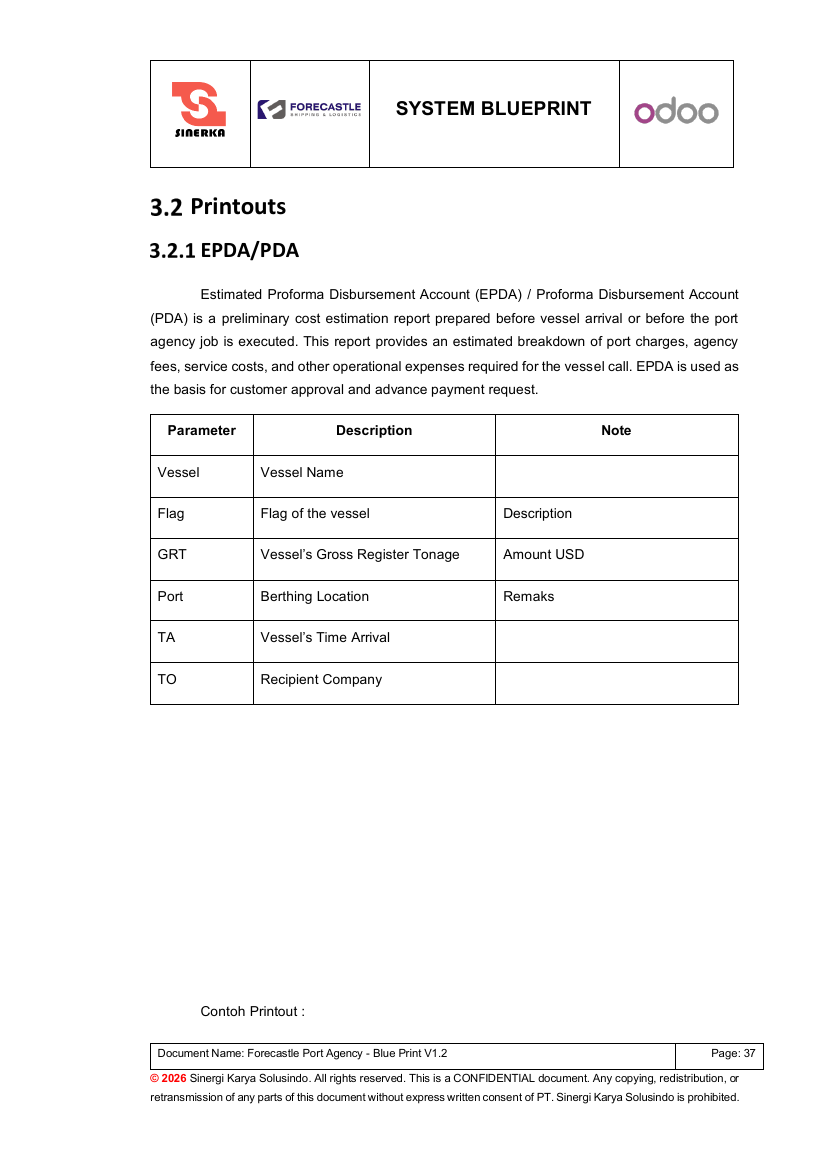 SINERKA
FORECASTLE
SHIPPING & LOGISTICS
SYSTEM BLUEPRINT
odoo
3.2 Printouts
3.2.1 EPDA/PDA
Estimated Proforma Disbursement Account (EPDA) / Proforma Disbursement Account
(PDA) is a preliminary cost estimation report prepared before vessel arrival or before the port
agency job is executed. This report provides an estimated breakdown of port charges, agency
fees, service costs, and other operational expenses required for the vessel call. EPDA is used as
the basis for customer approval and advance payment request.
Parameter Description Note
Vessel Vessel Name
Flag Flag of the vessel Description
GRT Vessel’s Gross Register Tonage Amount USD
Port Berthing Location Remaks
TA Vessel’s Time Arrival
TO Recipient Company
Contoh Printout :
Document Name: Forecastle Port Agency - Blue Print V1.2 Page: 37
© 2026 Sinergi Karya Solusindo. All rights reserved. This is a CONFIDENTIAL document. Any copying, redistribution, or
retransmission of any parts of this document without express written consent of PT. Sinergi Karya Solusindo is prohibited.